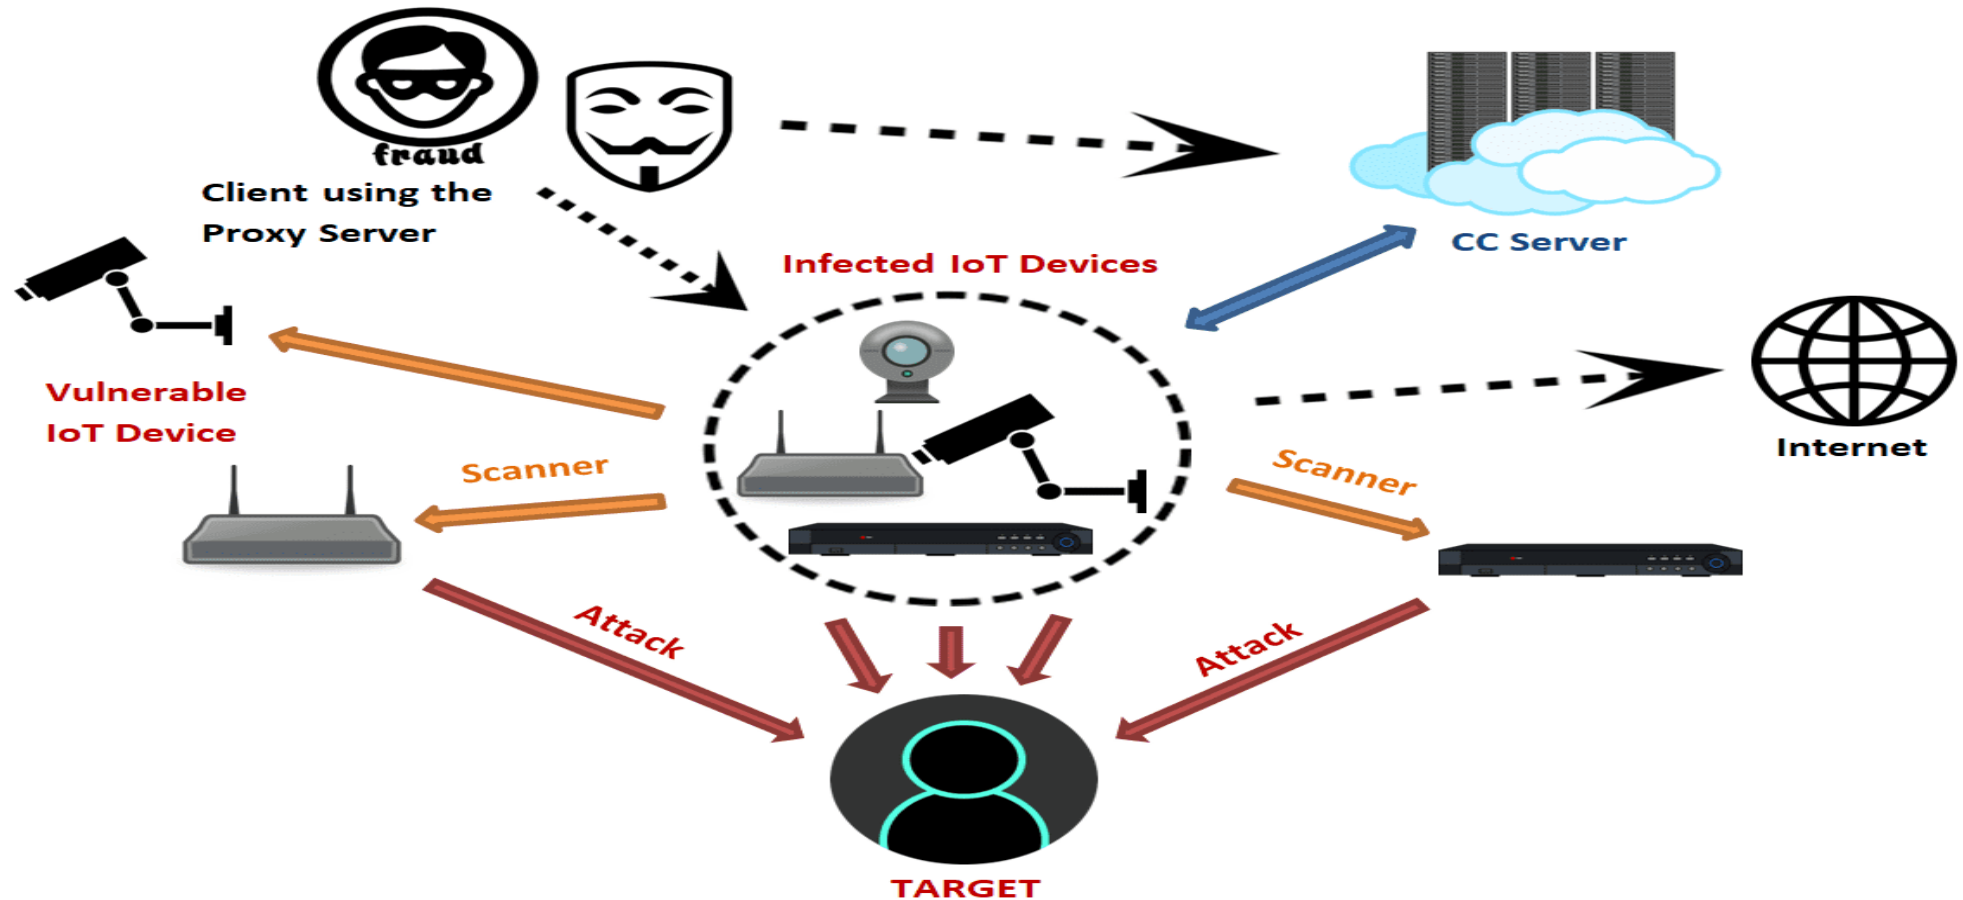 fraud
Client using the
Proxy Server
CC Server
Infected IoT Devices
Vulnerable
IoT Device
Internet
Scanner
Scanner
Attack
Attack
TARGET